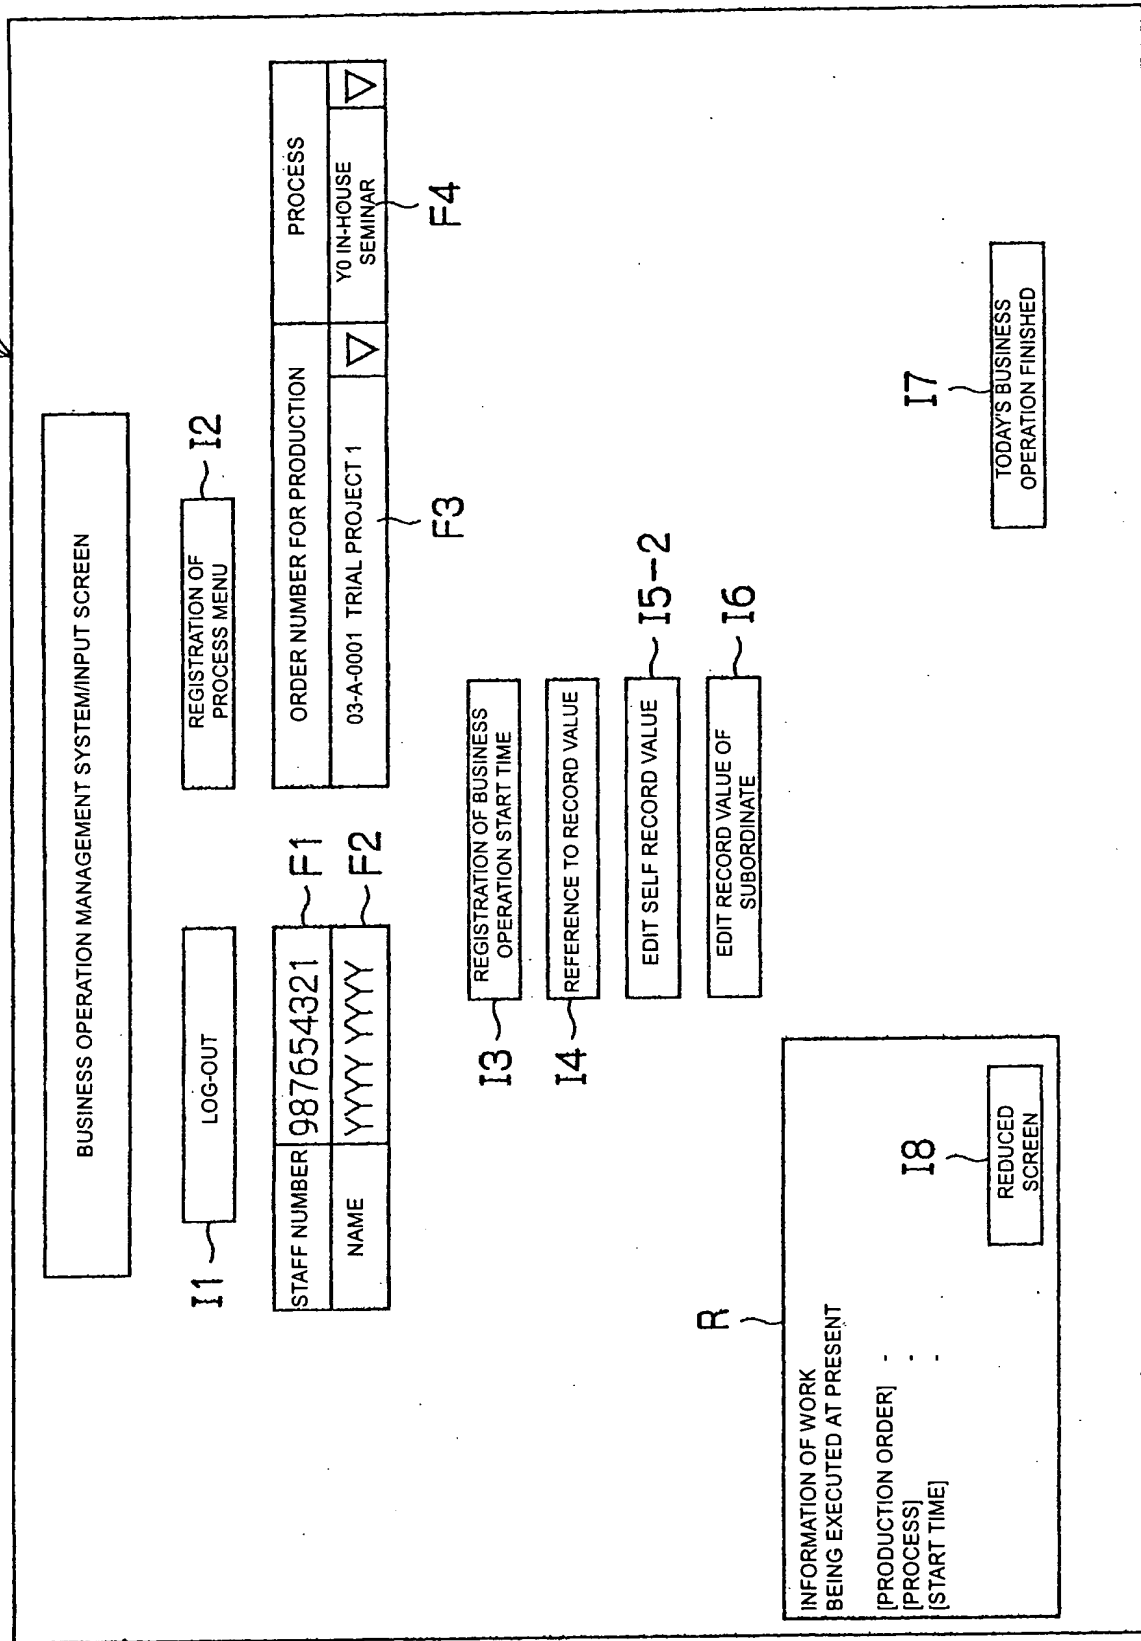 BUSINESS OPERATION MANAGEMENT SYSTEM/INPUT SCREEN
I1
LOG-OUT
REGISTRATION OF
PROCESS MENU
I2
STAFF NUMBER 987654321
F1
NAME YYYY YYYY
F2
ORDER NUMBER FOR PRODUCTION
PROCESS
03-A-0001 TRIAL PROJECT 1
Y0 IN-HOUSE
SEMINAR
F3
F4
I3
REGISTRATION OF BUSINESS
OPERATION START TIME
I4
REFERENCE TO RECORD VALUE
EDIT SELF RECORD VALUE
I5-2
EDIT RECORD VALUE OF
SUBORDINATE
I6
R
INFORMATION OF WORK
BEING EXECUTED AT PRESENT
[PRODUCTION ORDER] -
[PROCESS] -
[START TIME] -
I8
REDUCED
SCREEN
I7
TODAY'S BUSINESS
OPERATION FINISHED